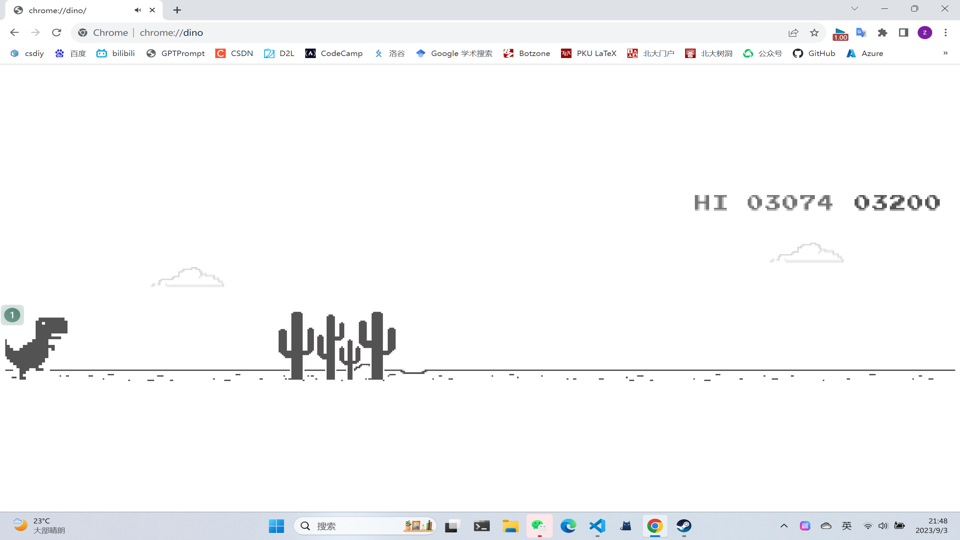 chrome://dino/
Chrome | chrome://dino
1.00
z
csdiy 百度 bilibili GPTPrompt CSDN D2L CodeCamp 洛谷 Google 学术搜索 Botzone PKU LaTeX 北大门户 北大树洞 公众号 GitHub Azure »
HI 03074 03200
1
23°C
大部晴朗
搜索
英
21:48
2023/9/3